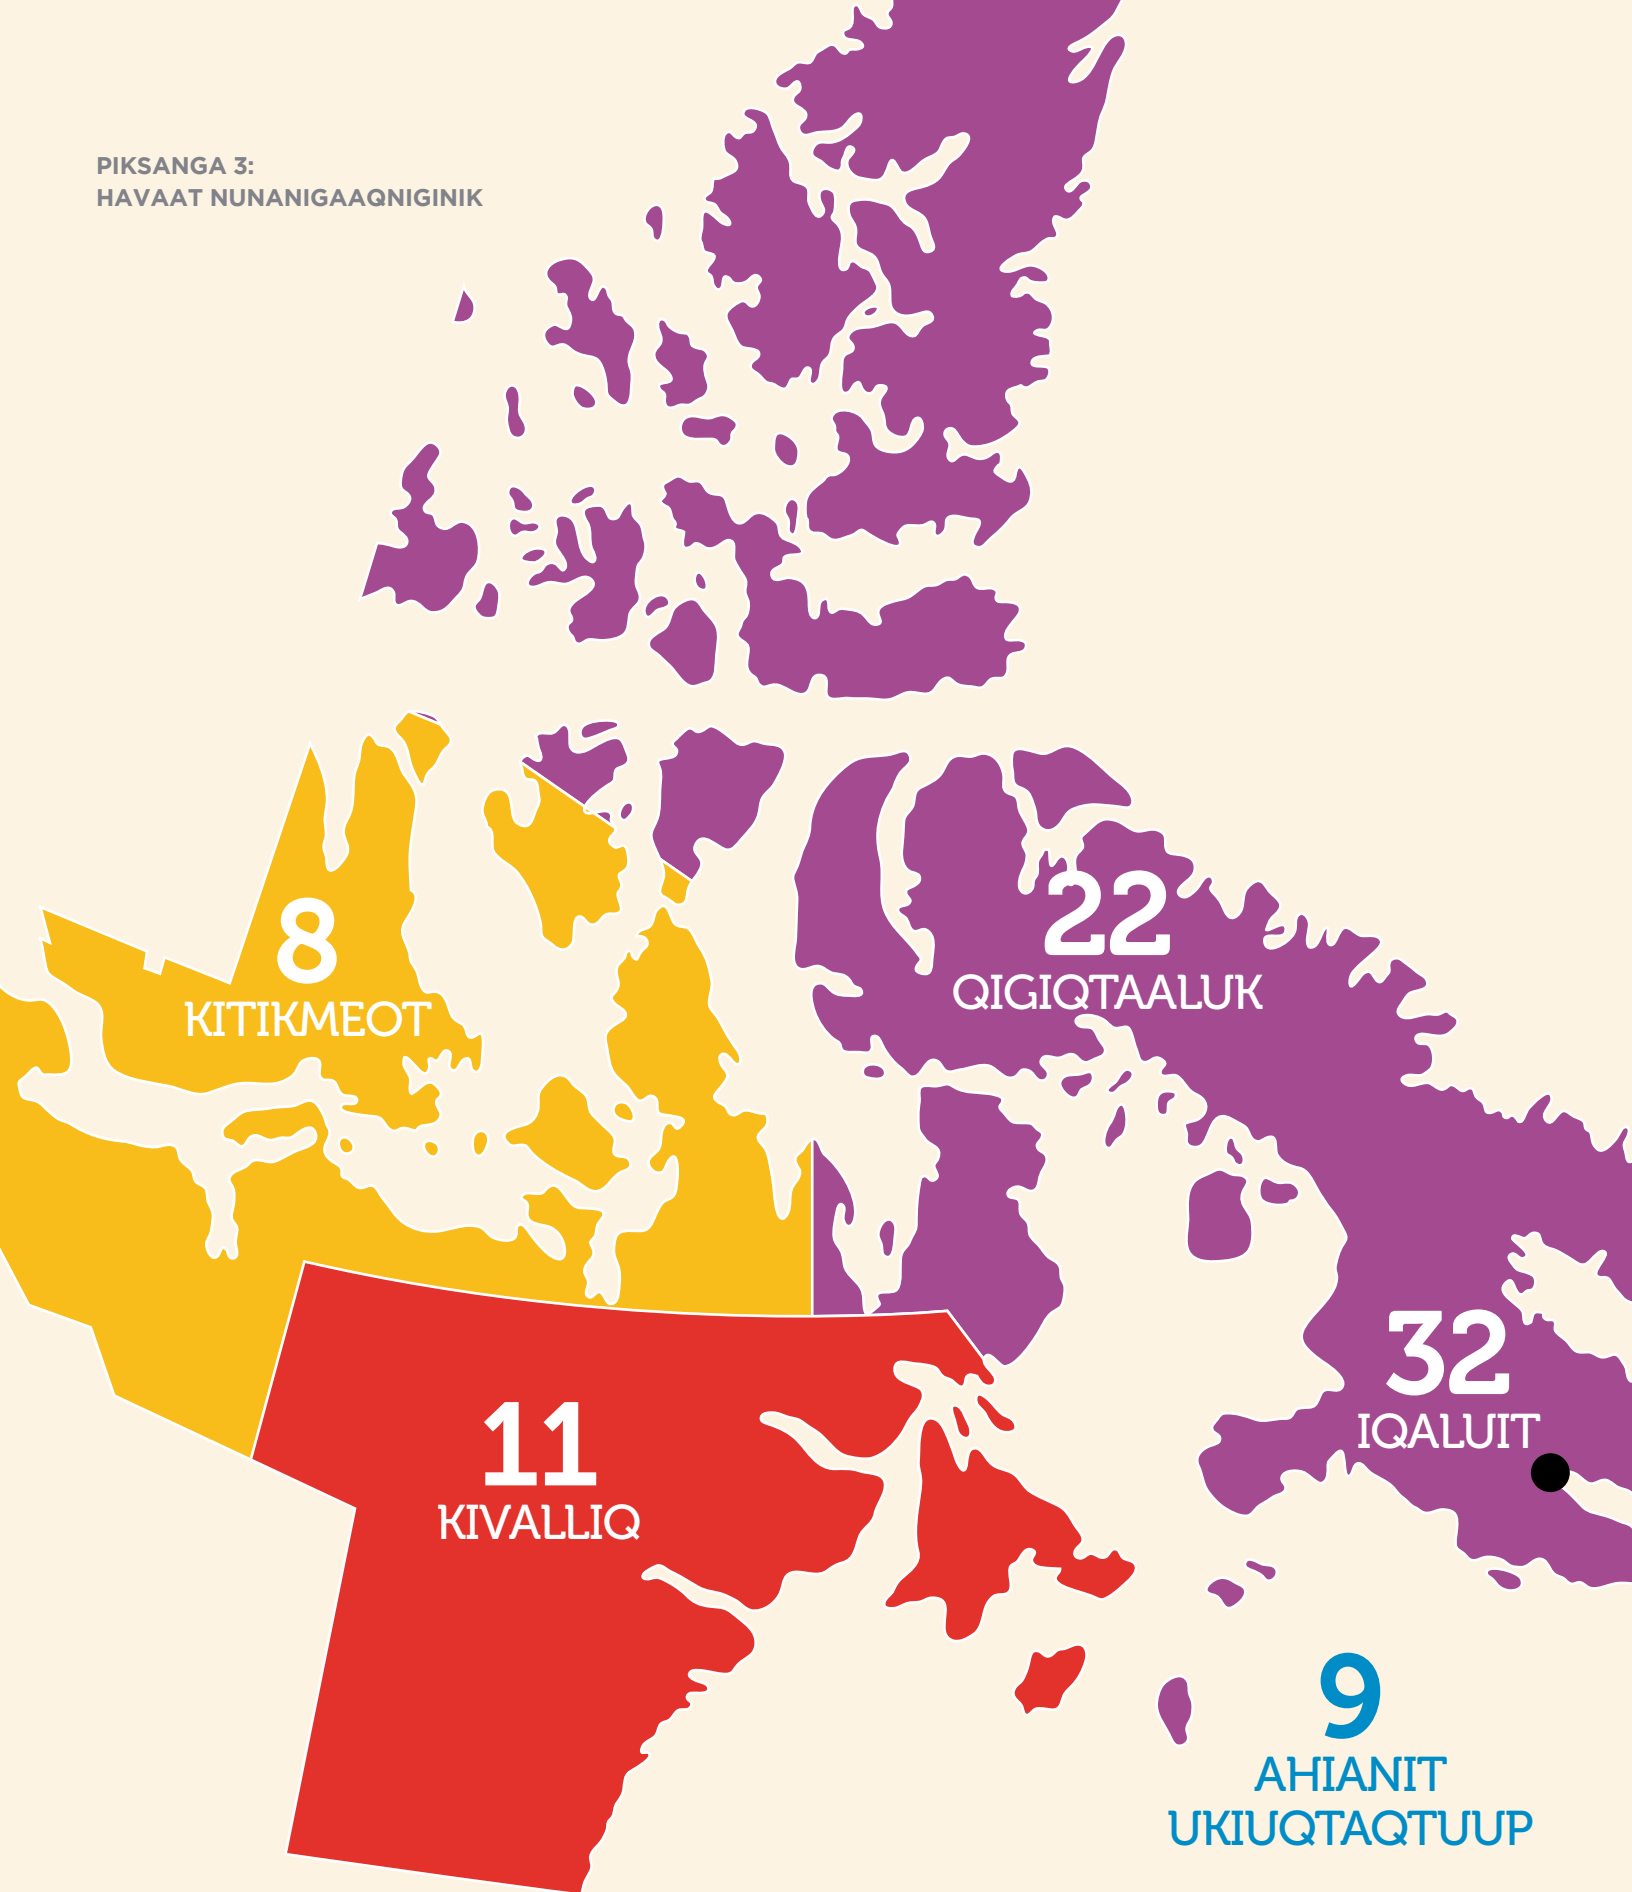 PIKSANGA 3:
HAVAAT NUNANIGAAQNIGINIK
8
KITIKMEOT
22
QIGIQTAALUK
32
IQALUIT
11
KIVALLIQ
9
AHIANIT
UKIUQTAQTUUP